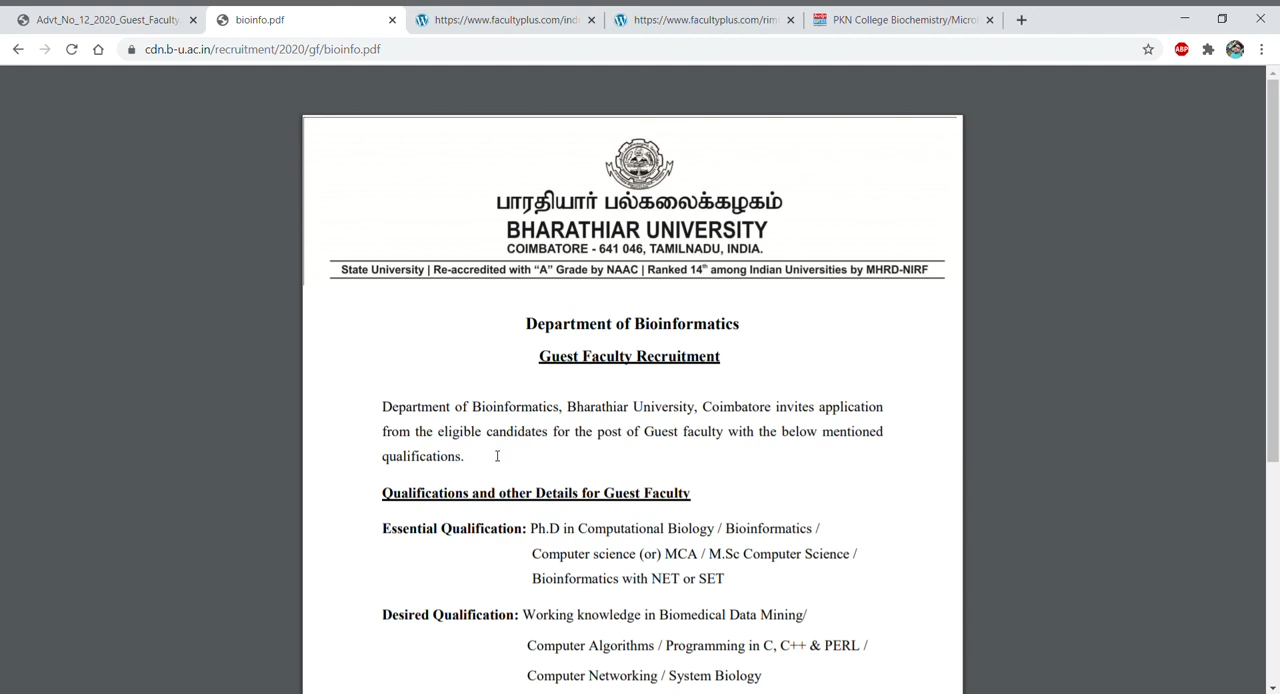 Advt_No_12_2020_Guest_Faculty
bioinfo.pdf
https://www.facultyplus.com/ind
https://www.facultyplus.com/rim
PKN College Biochemistry/Micro
cdn.b-u.ac.in/recruitment/2020/gf/bioinfo.pdf
ABP
பாரதியார் பல்கலைக்கழகம்
BHARATHIAR UNIVERSITY
COIMBATORE - 641 046, TAMILNADU, INDIA.
State University | Re-accredited with “A” Grade by NAAC | Ranked 14th among Indian Universities by MHRD-NIRF
Department of Bioinformatics
Guest Faculty Recruitment
Department of Bioinformatics, Bharathiar University, Coimbatore invites application
from the eligible candidates for the post of Guest faculty with the below mentioned
qualifications.
Qualifications and other Details for Guest Faculty
Essential Qualification: Ph.D in Computational Biology / Bioinformatics /
Computer science (or) MCA / M.Sc Computer Science /
Bioinformatics with NET or SET
Desired Qualification: Working knowledge in Biomedical Data Mining/
Computer Algorithms / Programming in C, C++ & PERL /
Computer Networking / System Biology